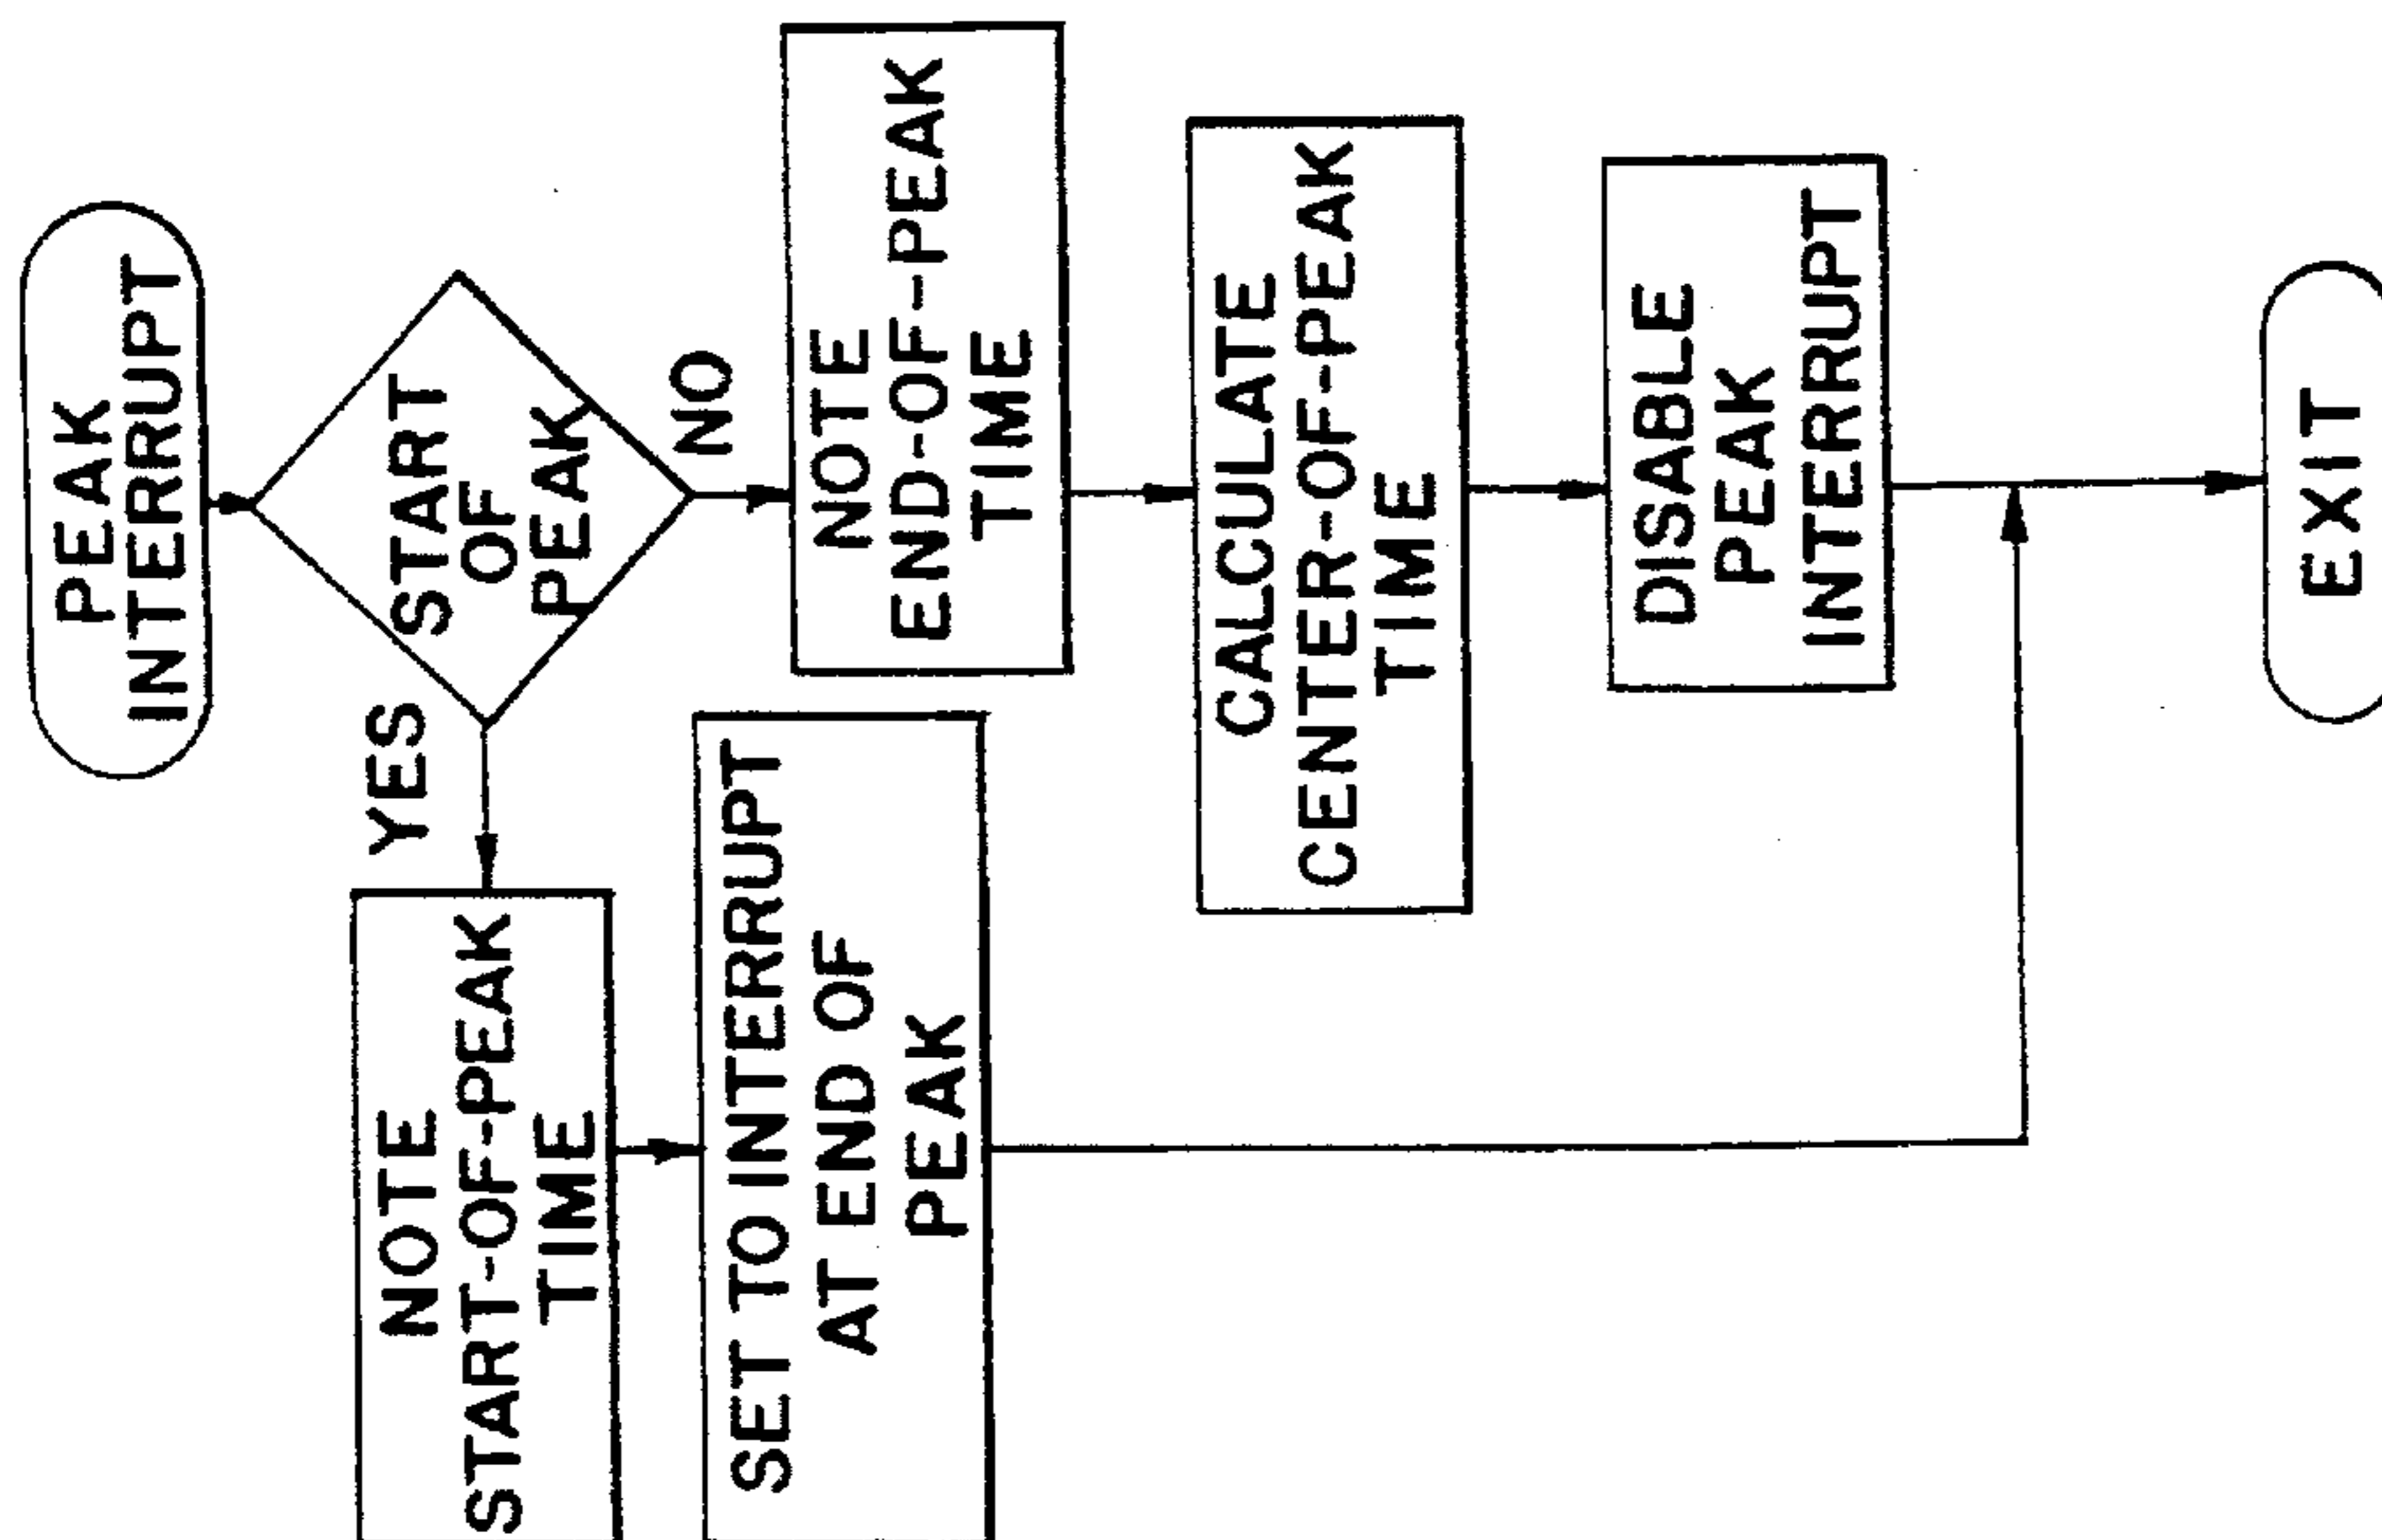 PEAK
INTERRUPT
START
OF
PEAK
YES
NO
NOTE
START-OF-PEAK
TIME
SET TO INTERRUPT
AT END OF
PEAK
NOTE
END-OF-PEAK
TIME
CALCULATE
CENTER-OF-PEAK
TIME
DISABLE
PEAK
INTERRUPT
EXIT